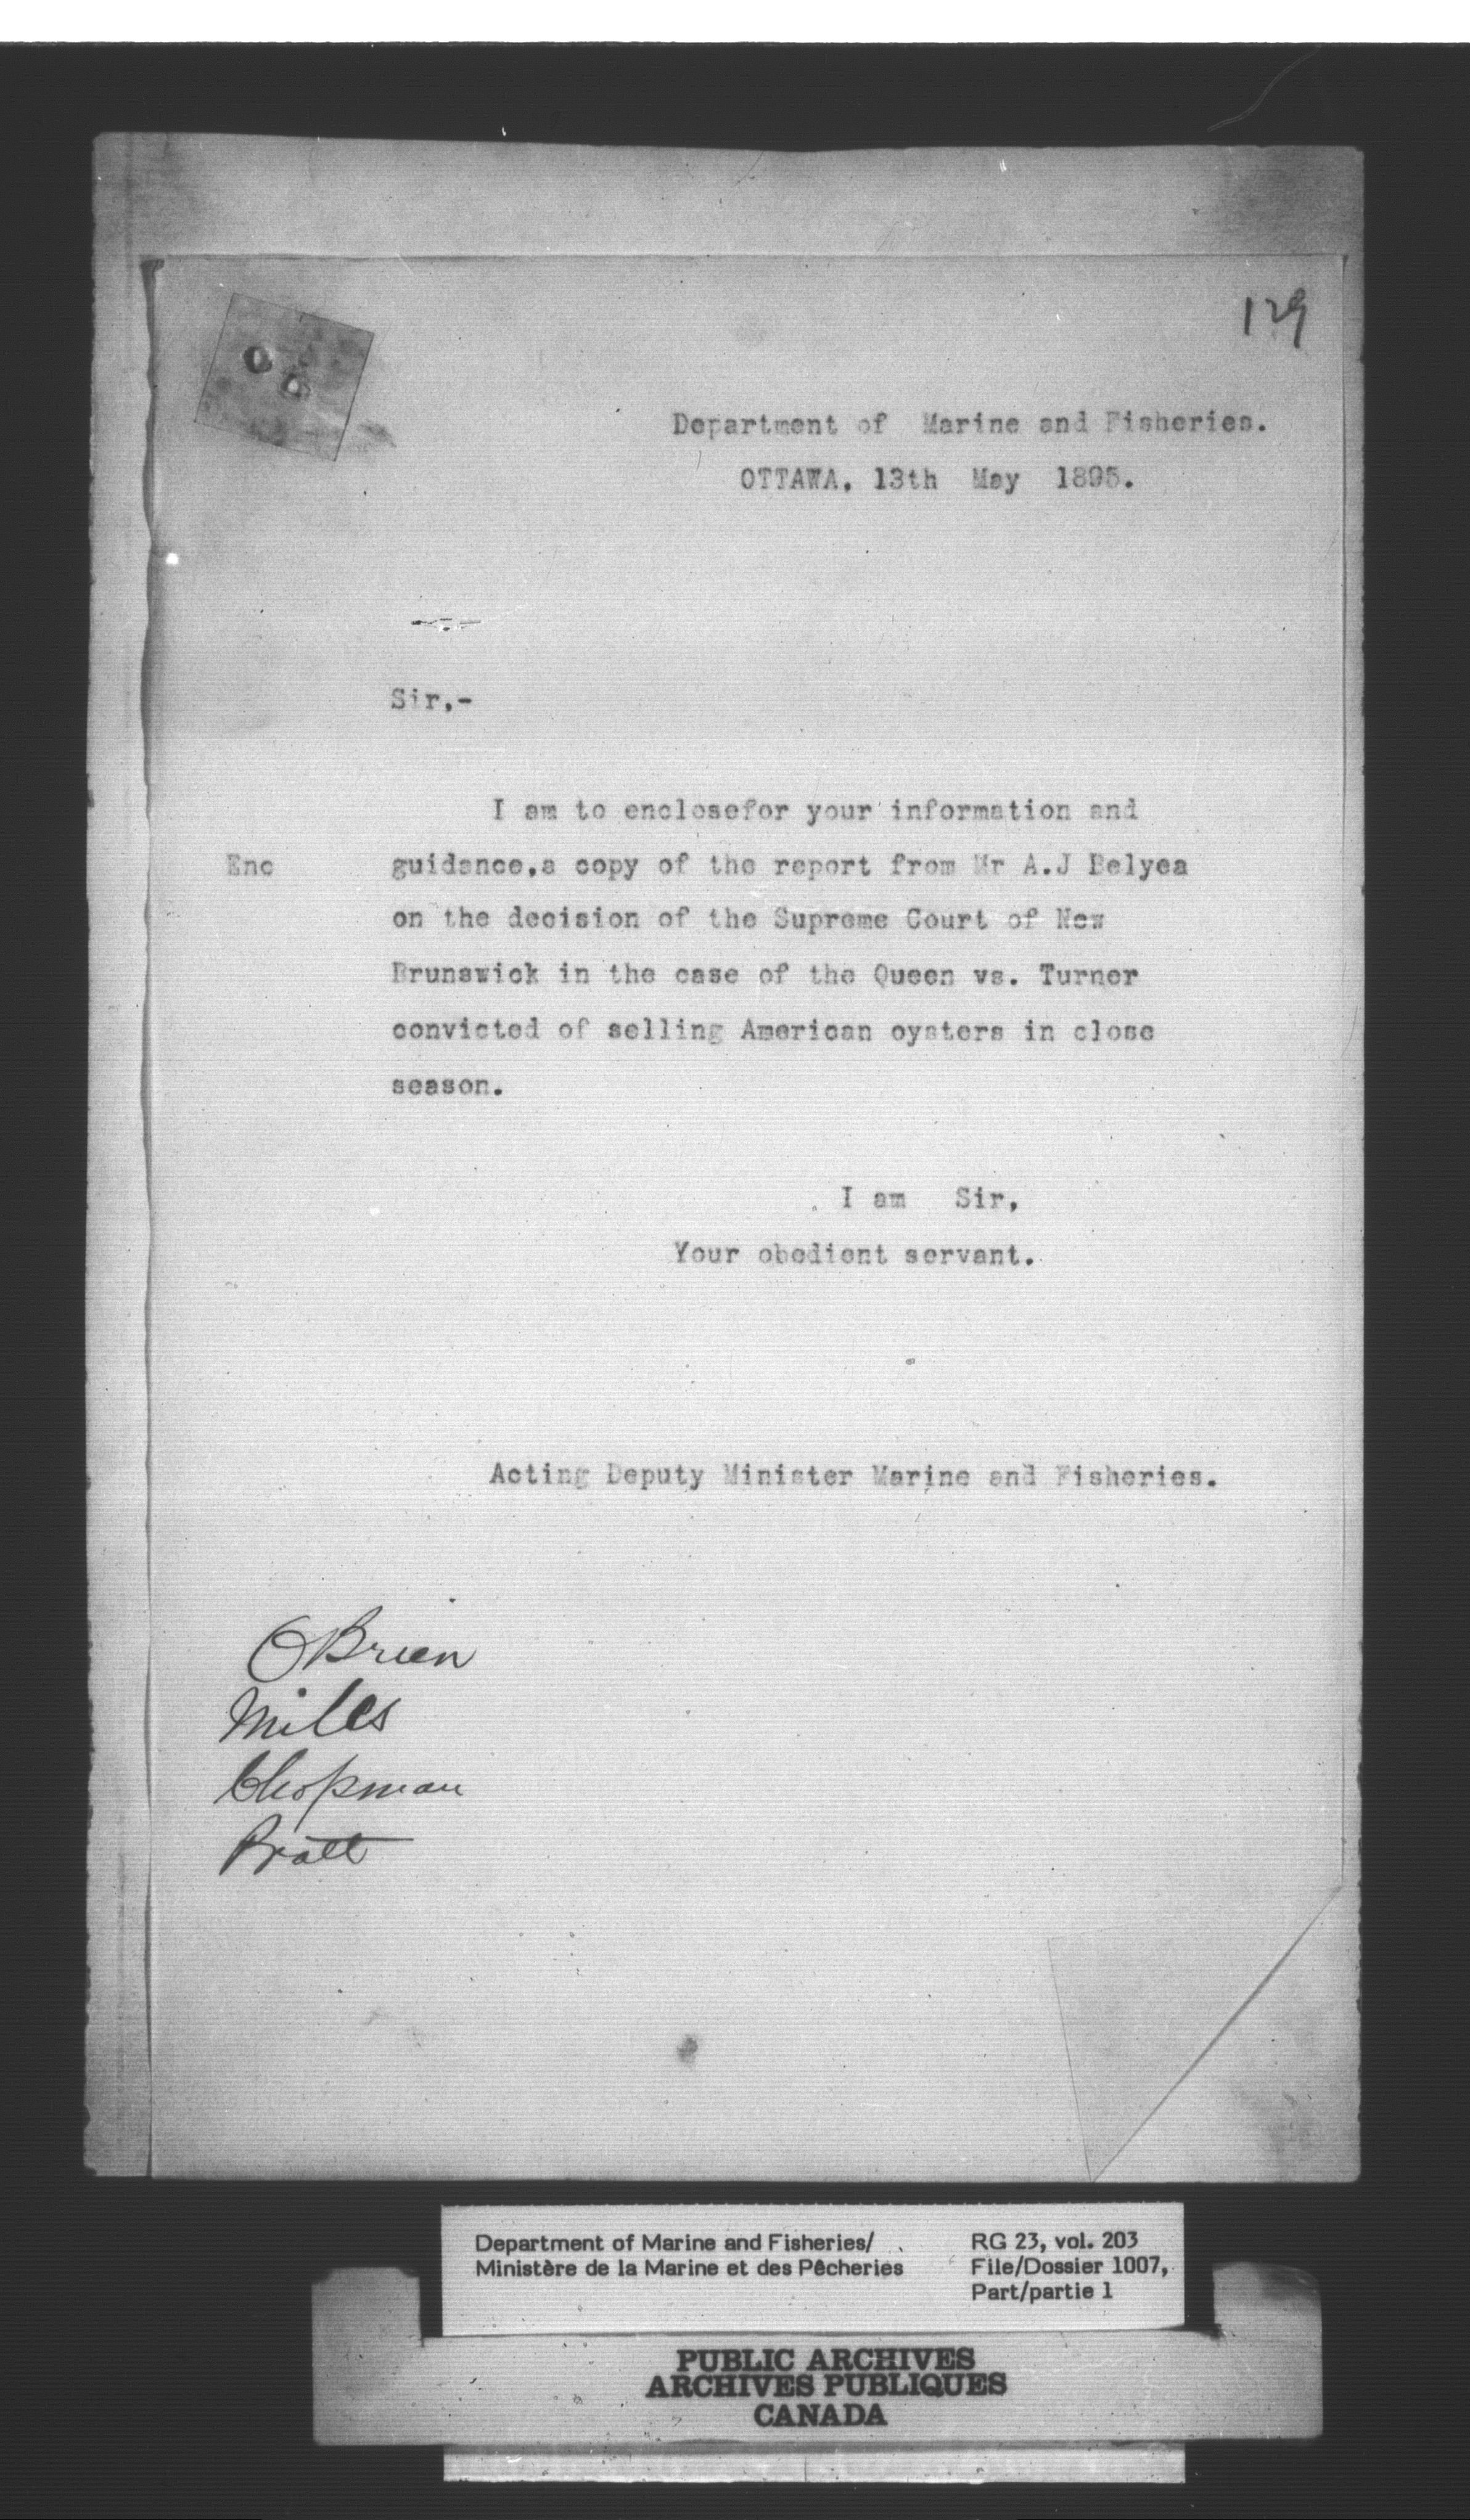 129
Department of Marine and Fisheries.
OTTAWA. 13th May 1895.
Sir,-
I am to enclosefor your information and
Enc guidance,a copy of the report from Mr A.J Belyea
on the decision of the Supreme Court of New
Brunswick in the case of the Queen vs. Turner
convicted of selling American oysters in close
season.
I am Sir,
Your obedient servant.
Acting Deputy Minister Marine and Fisheries.
OBrien
Miles
Chapman
Pratt
Department of Marine and Fisheries/
Ministère de la Marine et des Pêcheries
RG 23, vol. 203
File/Dossier 1007,
Part/partie 1
PUBLIC ARCHIVES
ARCHIVES PUBLIQUES
CANADA